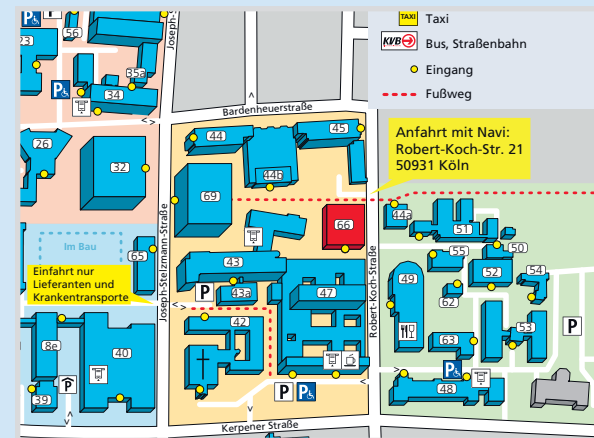 TAXI Taxi
KVB Bus, Straßenbahn
Eingang
Fußweg
Anfahrt mit Navi:
Robert-Koch-Str. 21
50931 Köln
P
P
56
23
35a
34
P
Joseph-S
Bardenheuerstraße
44
45
26
32
44b
69
44a
66
51
Im Bau
65
50
55
Einfahrt nur
Lieferanten und
Krankentransporte
Joseph-Stelzmann-Straße
43
52
54
P
43a
47
49
62
Robert-Koch-Straße
42
53
P
8a
40
63
P
39
P
P
P
48
Kerpener Straße